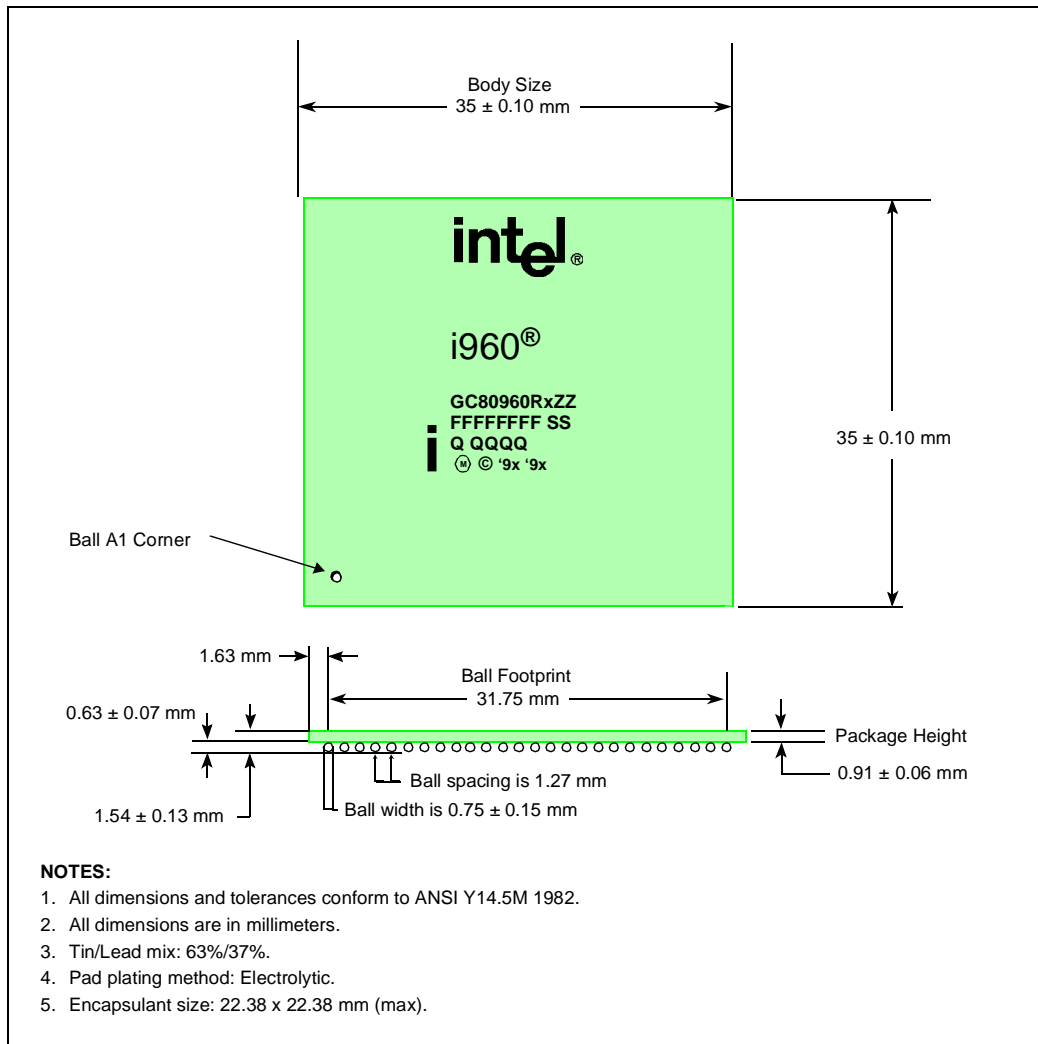 Body Size
35 ± 0.10 mm
intel®
i960®
GC80960RxZZ
FFFFFFFF SS
i
Q QQQQ
Ⓜ © ‘9x ‘9x
35 ± 0.10 mm
Ball A1 Corner
1.63 mm
Ball Footprint
31.75 mm
0.63 ± 0.07 mm
Package Height
Ball spacing is 1.27 mm
0.91 ± 0.06 mm
Ball width is 0.75 ± 0.15 mm
1.54 ± 0.13 mm
NOTES:
1. All dimensions and tolerances conform to ANSI Y14.5M 1982.
2. All dimensions are in millimeters.
3. Tin/Lead mix: 63%/37%.
4. Pad plating method: Electrolytic.
5. Encapsulant size: 22.38 x 22.38 mm (max).